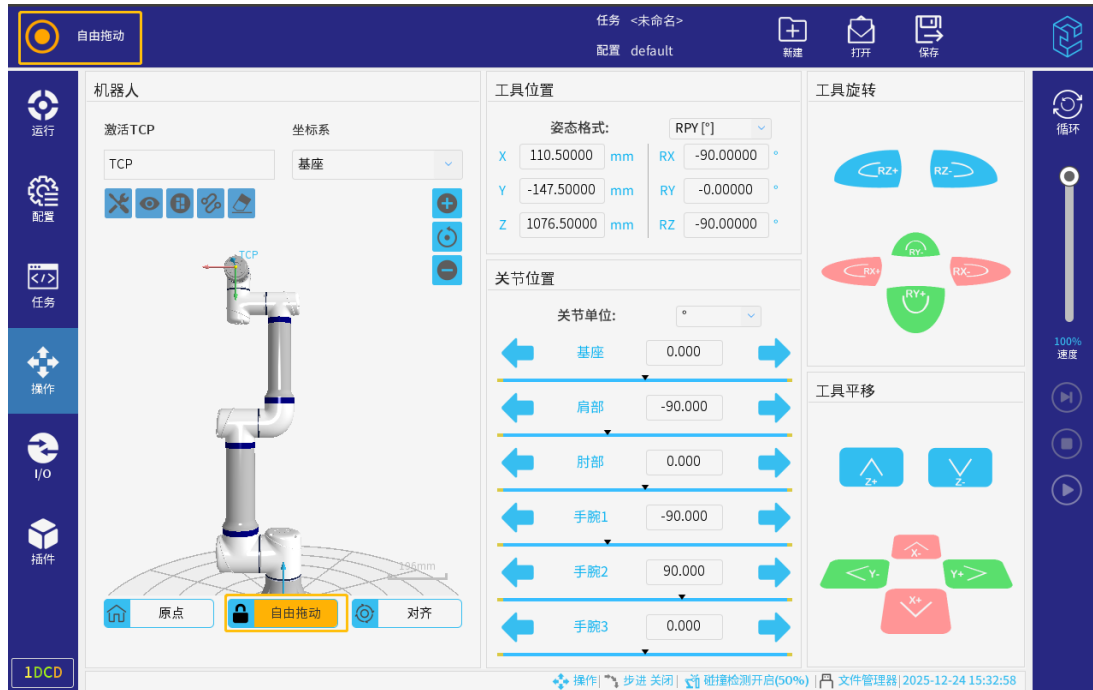 自由拖动
任务 <未命名>
配置 default
新建
打开
保存
运行
配置
任务
操作
I/O
插件
1DCD
机器人
激活TCP
坐标系
TCP
基座
TCP
196mm
原点
自由拖动
对齐
工具位置
姿态格式: RPY [°]
X 110.50000 mm RX -90.00000 °
Y -147.50000 mm RY -0.00000 °
Z 1076.50000 mm RZ -90.00000 °
关节位置
关节单位: °
基座 0.000
肩部 -90.000
肘部 0.000
手腕1 -90.000
手腕2 90.000
手腕3 0.000
工具旋转
RZ+ RZ-
RY-
RX+ RX-
RY+
工具平移
Z+ Z-
X-
Y- Y+
X+
循环
100%
速度
操作| 步进 关闭| 碰撞检测开启(50%) | 文件管理器| 2025-12-24 15:32:58